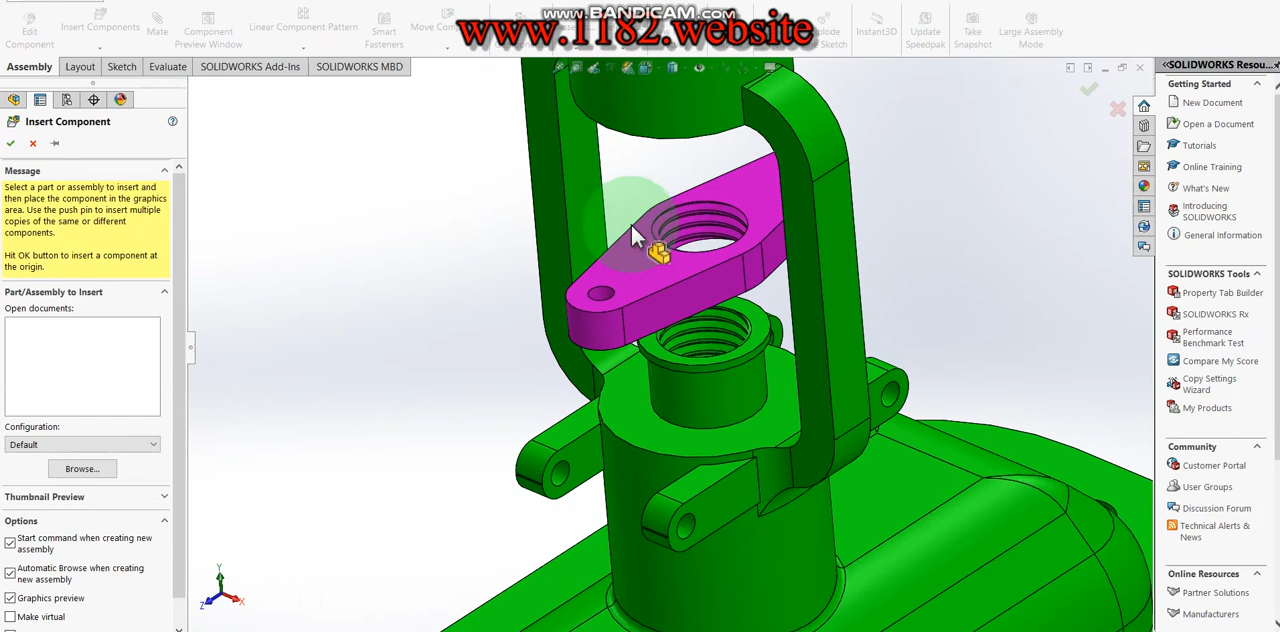 www.BANDICAM.com
www.1182.website
Edit
Component
Insert Components
Mate
Component
Preview Window
Linear Component Pattern
Smart
Fasteners
Move Co
Instant3D
Update
Speedpak
Take
Snapshot
Large Assembly
Mode
Assembly
Layout
Sketch
Evaluate
SOLIDWORKS Add-Ins
SOLIDWORKS MBD
Insert Component
Message
Select a part or assembly to insert and
then place the component in the graphics
area. Use the push pin to insert multiple
copies of the same or different
components.
Hit OK button to insert a component at
the origin.
Part/Assembly to Insert
Open documents:
Configuration:
Default
Browse...
Thumbnail Preview
Options
Start command when creating new
assembly
Automatic Browse when creating
new assembly
Graphics preview
Make virtual
Y
Z
X
SOLIDWORKS Resou...
Getting Started
New Document
Open a Document
Tutorials
Online Training
What's New
Introducing
SOLIDWORKS
General Information
SOLIDWORKS Tools
Property Tab Builder
SOLIDWORKS Rx
Performance
Benchmark Test
Compare My Score
Copy Settings
Wizard
My Products
Community
Customer Portal
User Groups
Discussion Forum
Technical Alerts &
News
Online Resources
Partner Solutions
Manufacturers